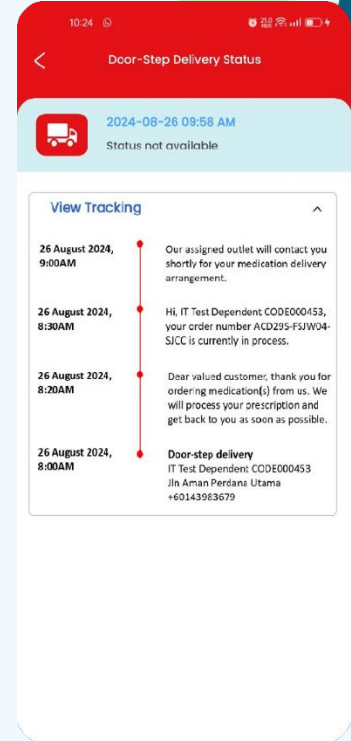 10:24
Door-Step Delivery Status
2024-08-26 09:58 AM
Status not available
View Tracking
26 August 2024,
9:00AM
Our assigned outlet will contact you
shortly for your medication delivery
arrangement.
26 August 2024,
8:30AM
Hi, IT Test Dependent CODE000453,
your order number ACD29S-FSJW04-
SJCC is currently in process.
26 August 2024,
8:20AM
Dear valued customer, thank you for
ordering medication(s) from us. We
will process your prescription and
get back to you as soon as possible.
26 August 2024,
8:00AM
Door-step delivery
IT Test Dependent CODE000453
Jln Aman Perdana Utama
+60143983679